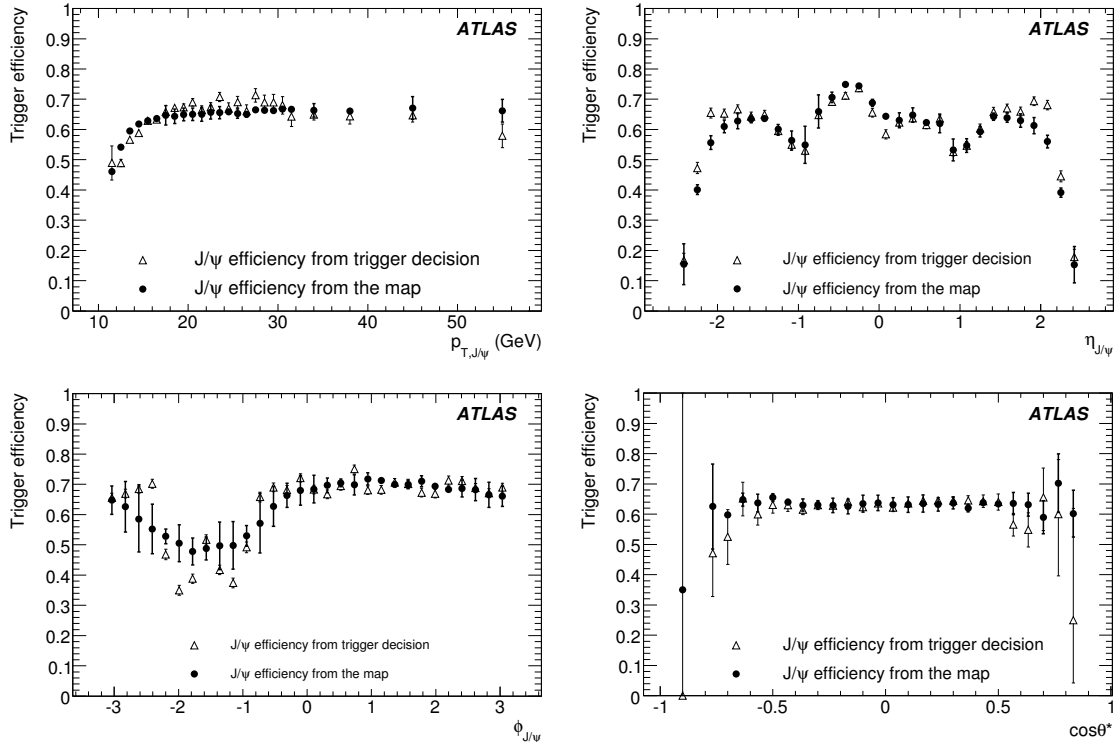 Trigger efficiency
ATLAS
1
0.9
0.8
0.7
0.6
0.5
0.4
0.3
0.2
0.1
0
J/ψ efficiency from trigger decision
J/ψ efficiency from the map
10 20 30 40 50
p_T,J/ψ (GeV)
Trigger efficiency
ATLAS
1
0.9
0.8
0.7
0.6
0.5
0.4
0.3
0.2
0.1
0
J/ψ efficiency from trigger decision
J/ψ efficiency from the map
-2 -1 0 1 2
η_J/ψ
Trigger efficiency
ATLAS
1
0.9
0.8
0.7
0.6
0.5
0.4
0.3
0.2
0.1
0
J/ψ efficiency from trigger decision
J/ψ efficiency from the map
-3 -2 -1 0 1 2 3
ϕ_J/ψ
Trigger efficiency
ATLAS
1
0.9
0.8
0.7
0.6
0.5
0.4
0.3
0.2
0.1
0
J/ψ efficiency from trigger decision
J/ψ efficiency from the map
-1 -0.5 0 0.5 1
cosθ*